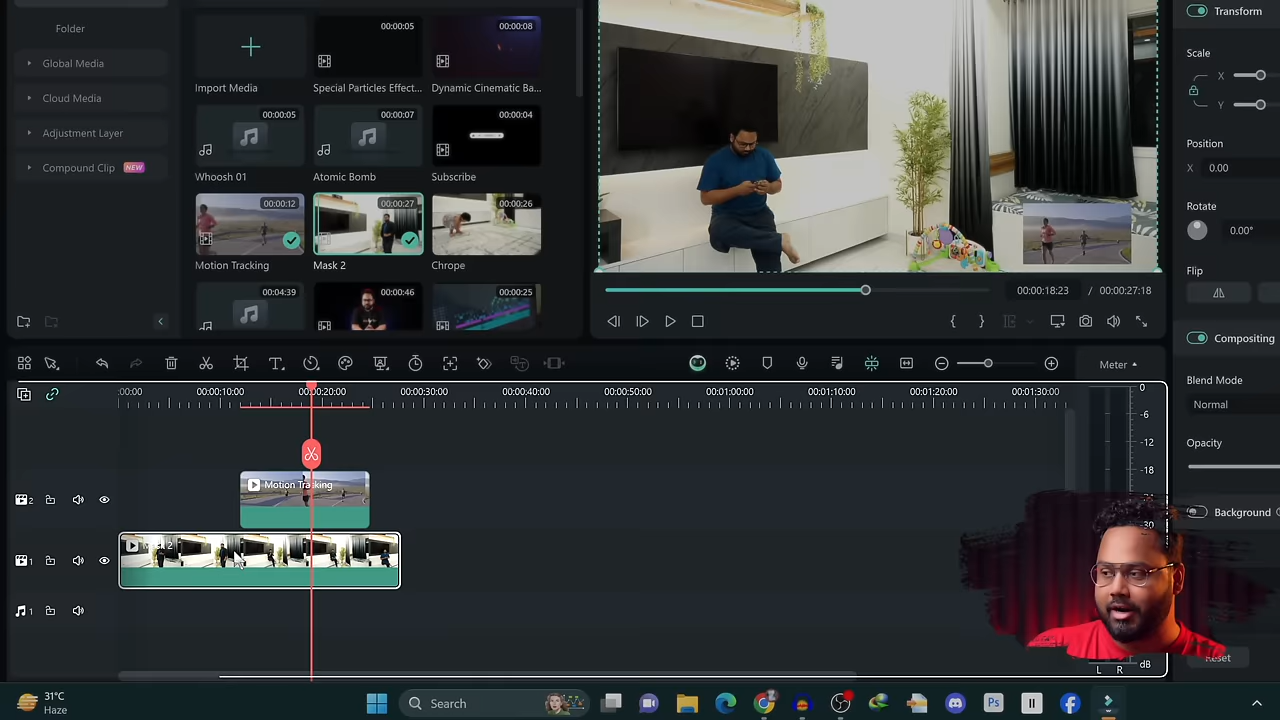 Folder
Global Media
Cloud Media
Adjustment Layer
Compound Clip NEW
Import Media
00:00:05
Special Particles Effect...
00:00:08
Dynamic Cinematic Ba...
00:00:05
Whoosh 01
00:00:07
Atomic Bomb
00:00:04
Subscribe
00:00:12
Motion Tracking
00:00:27
Mask 2
00:00:26
Chrope
00:04:39
00:00:46
00:00:25
00:00:18:23 / 00:00:27:18
Transform
Scale
X
Y
Position
X 0.00
Rotate
0.00°
Flip
Compositing
Blend Mode
Normal
Opacity
Background
Reset
Meter
:00:00 00:00:10:00 00:00:20:00 00:00:30:00 00:00:40:00 00:00:50:00 00:01:00:00 00:01:10:00 00:01:20:00 00:01:30:00
2
Motion Tracking
1
1
0
-6
-12
-18
-30
dB
L R
31°C
Haze
Search
Ps